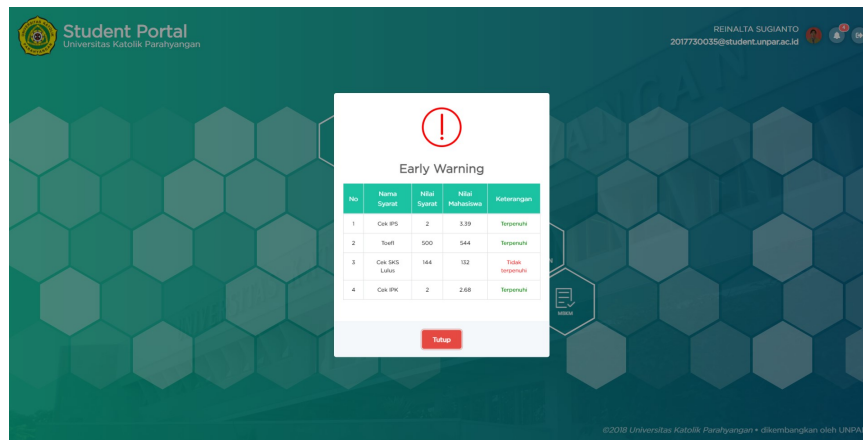 Student Portal
Universitas Katolik Parahyangan
REINALTA SUGIANTO
2017730035@student.unpar.ac.id
Early Warning
No Nama Syarat Nilai Syarat Nilai Mahasiswa Keterangan
1 Cek IPS 2 3.39 Terpenuhi
2 Toefl 500 544 Terpenuhi
3 Cek SKS Lulus 144 132 Tidak terpenuhi
4 Cek IPK 2 2.68 Terpenuhi
MBKM
Tutup
©2018 Universitas Katolik Parahyangan • dikembangkan oleh UNPA